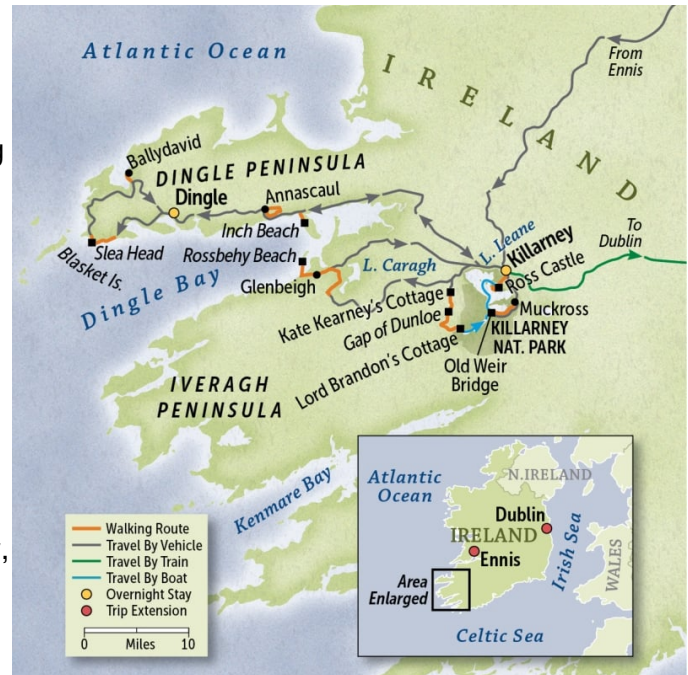 Atlantic Ocean
IRELAND
From
Ennis
Ballydavid
DINGLE PENINSULA
Dingle
Annascaul
Inch Beach
Slea Head
Blasket Is.
Rossbehy Beach
Dingle Bay
Glenbeigh
L. Caragh
L. Leane
Killarney
To
Dublin
Ross Castle
Kate Kearney's Cottage
Muckross
Gap of Dunloe
KILLARNEY
NAT. PARK
Lord Brandon's Cottage
Old Weir
Bridge
IVERAGH
PENINSULA
Kenmare Bay
Walking Route
Travel By Vehicle
Travel By Train
Travel By Boat
Overnight Stay
Trip Extension
0 Miles 10
Atlantic
Ocean
N.IRELAND
Dublin
IRELAND
Ennis
Irish Sea
WALES
Area
Enlarged
Celtic Sea